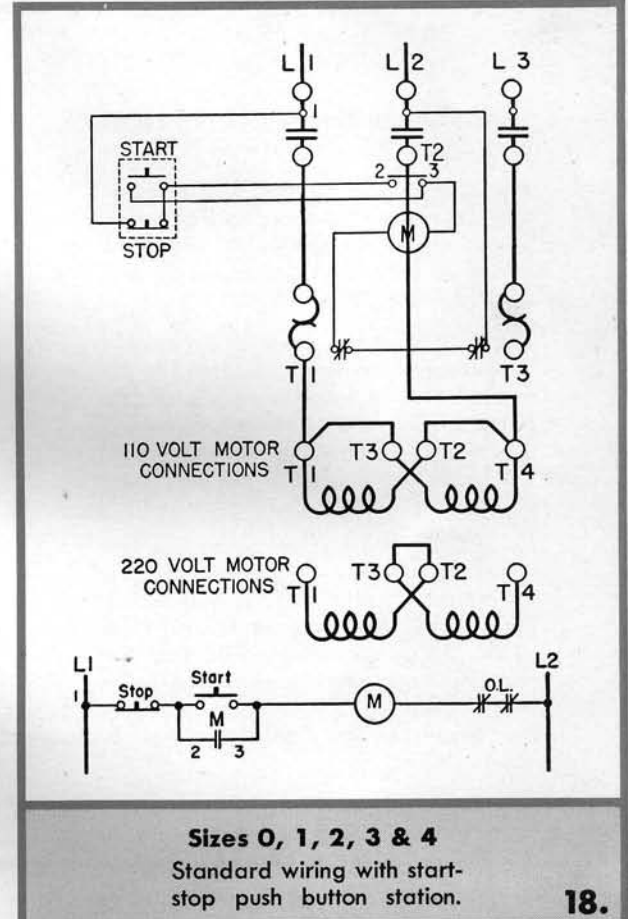 L1 L2 L3
1
START
T2
2 3
M
STOP
T1 T3
110 VOLT MOTOR
CONNECTIONS
T1 T3 T2 T4
220 VOLT MOTOR
CONNECTIONS
T1 T3 T2 T4
L1 L2
1 Stop Start M O.L.
M
2 3
Sizes 0, 1, 2, 3 & 4
Standard wiring with start-
stop push button station.
18.